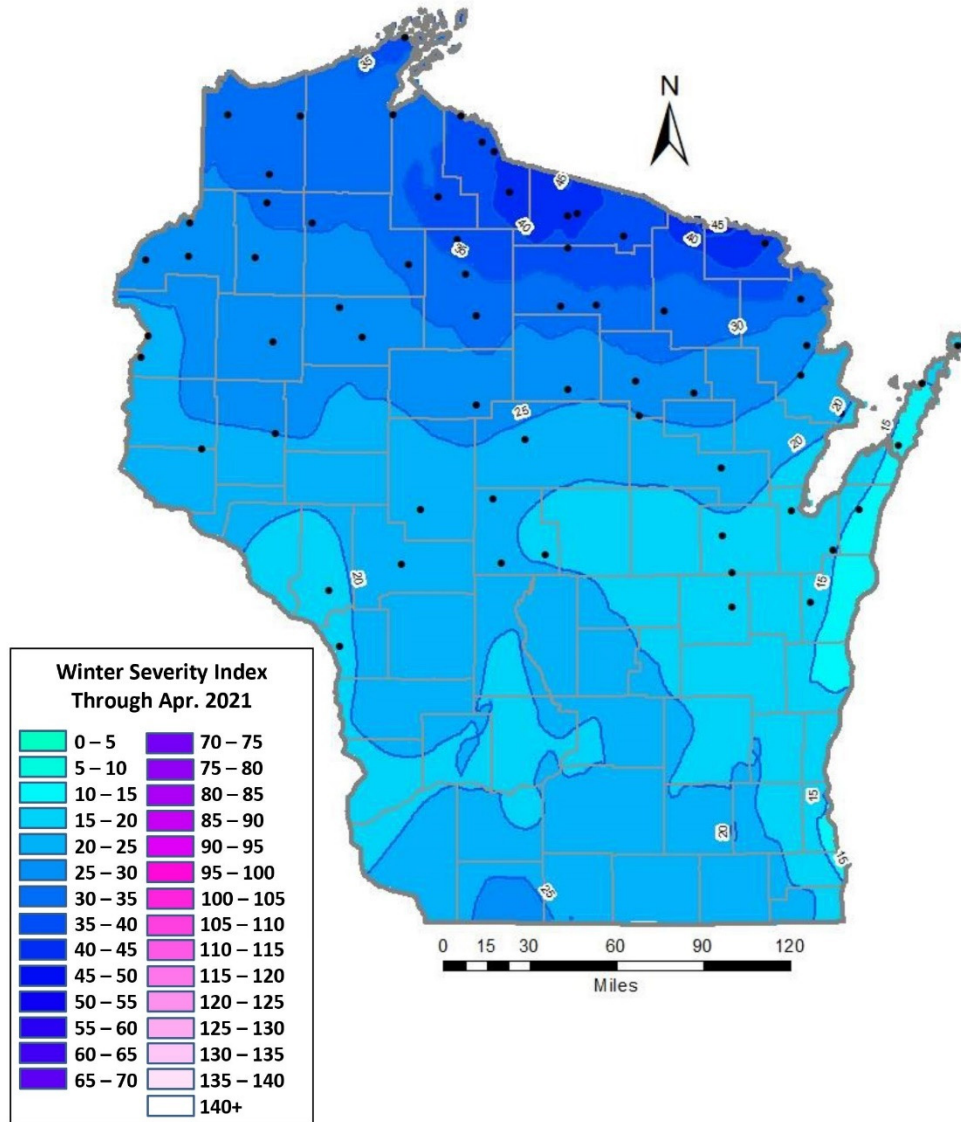 35
N
45
40
45
40
35
30
25
20
15
20
20
15
Winter Severity Index
Through Apr. 2021
0 – 5
5 – 10
10 – 15
15 – 20
20 – 25
25 – 30
30 – 35
35 – 40
40 – 45
45 – 50
50 – 55
55 – 60
60 – 65
65 – 70
70 – 75
75 – 80
80 – 85
85 – 90
90 – 95
95 – 100
100 – 105
105 – 110
110 – 115
115 – 120
120 – 125
125 – 130
130 – 135
135 – 140
140+
15
20
15
25
0 15 30 60 90 120
Miles